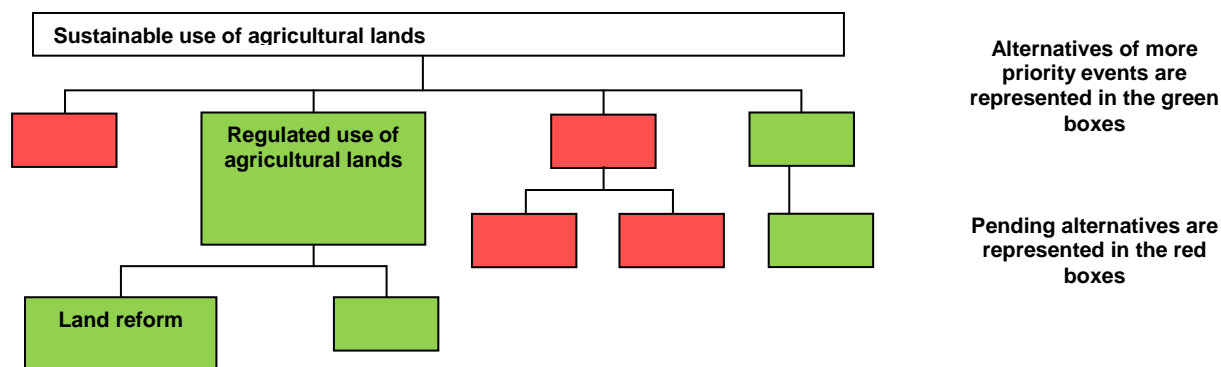 Sustainable use of agricultural lands
Regulated use of
agricultural lands
Land reform
Alternatives of more
priority events are
represented in the green
boxes
Pending alternatives are
represented in the red
boxes